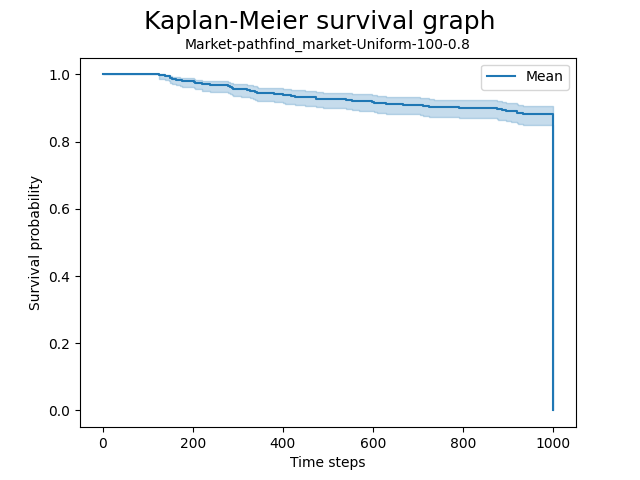 Kaplan-Meier survival graph
Market-pathfind_market-Uniform-100-0.8
Mean
1.0
0.8
0.6
0.4
0.2
0.0
Survival probability
0 200 400 600 800 1000
Time steps